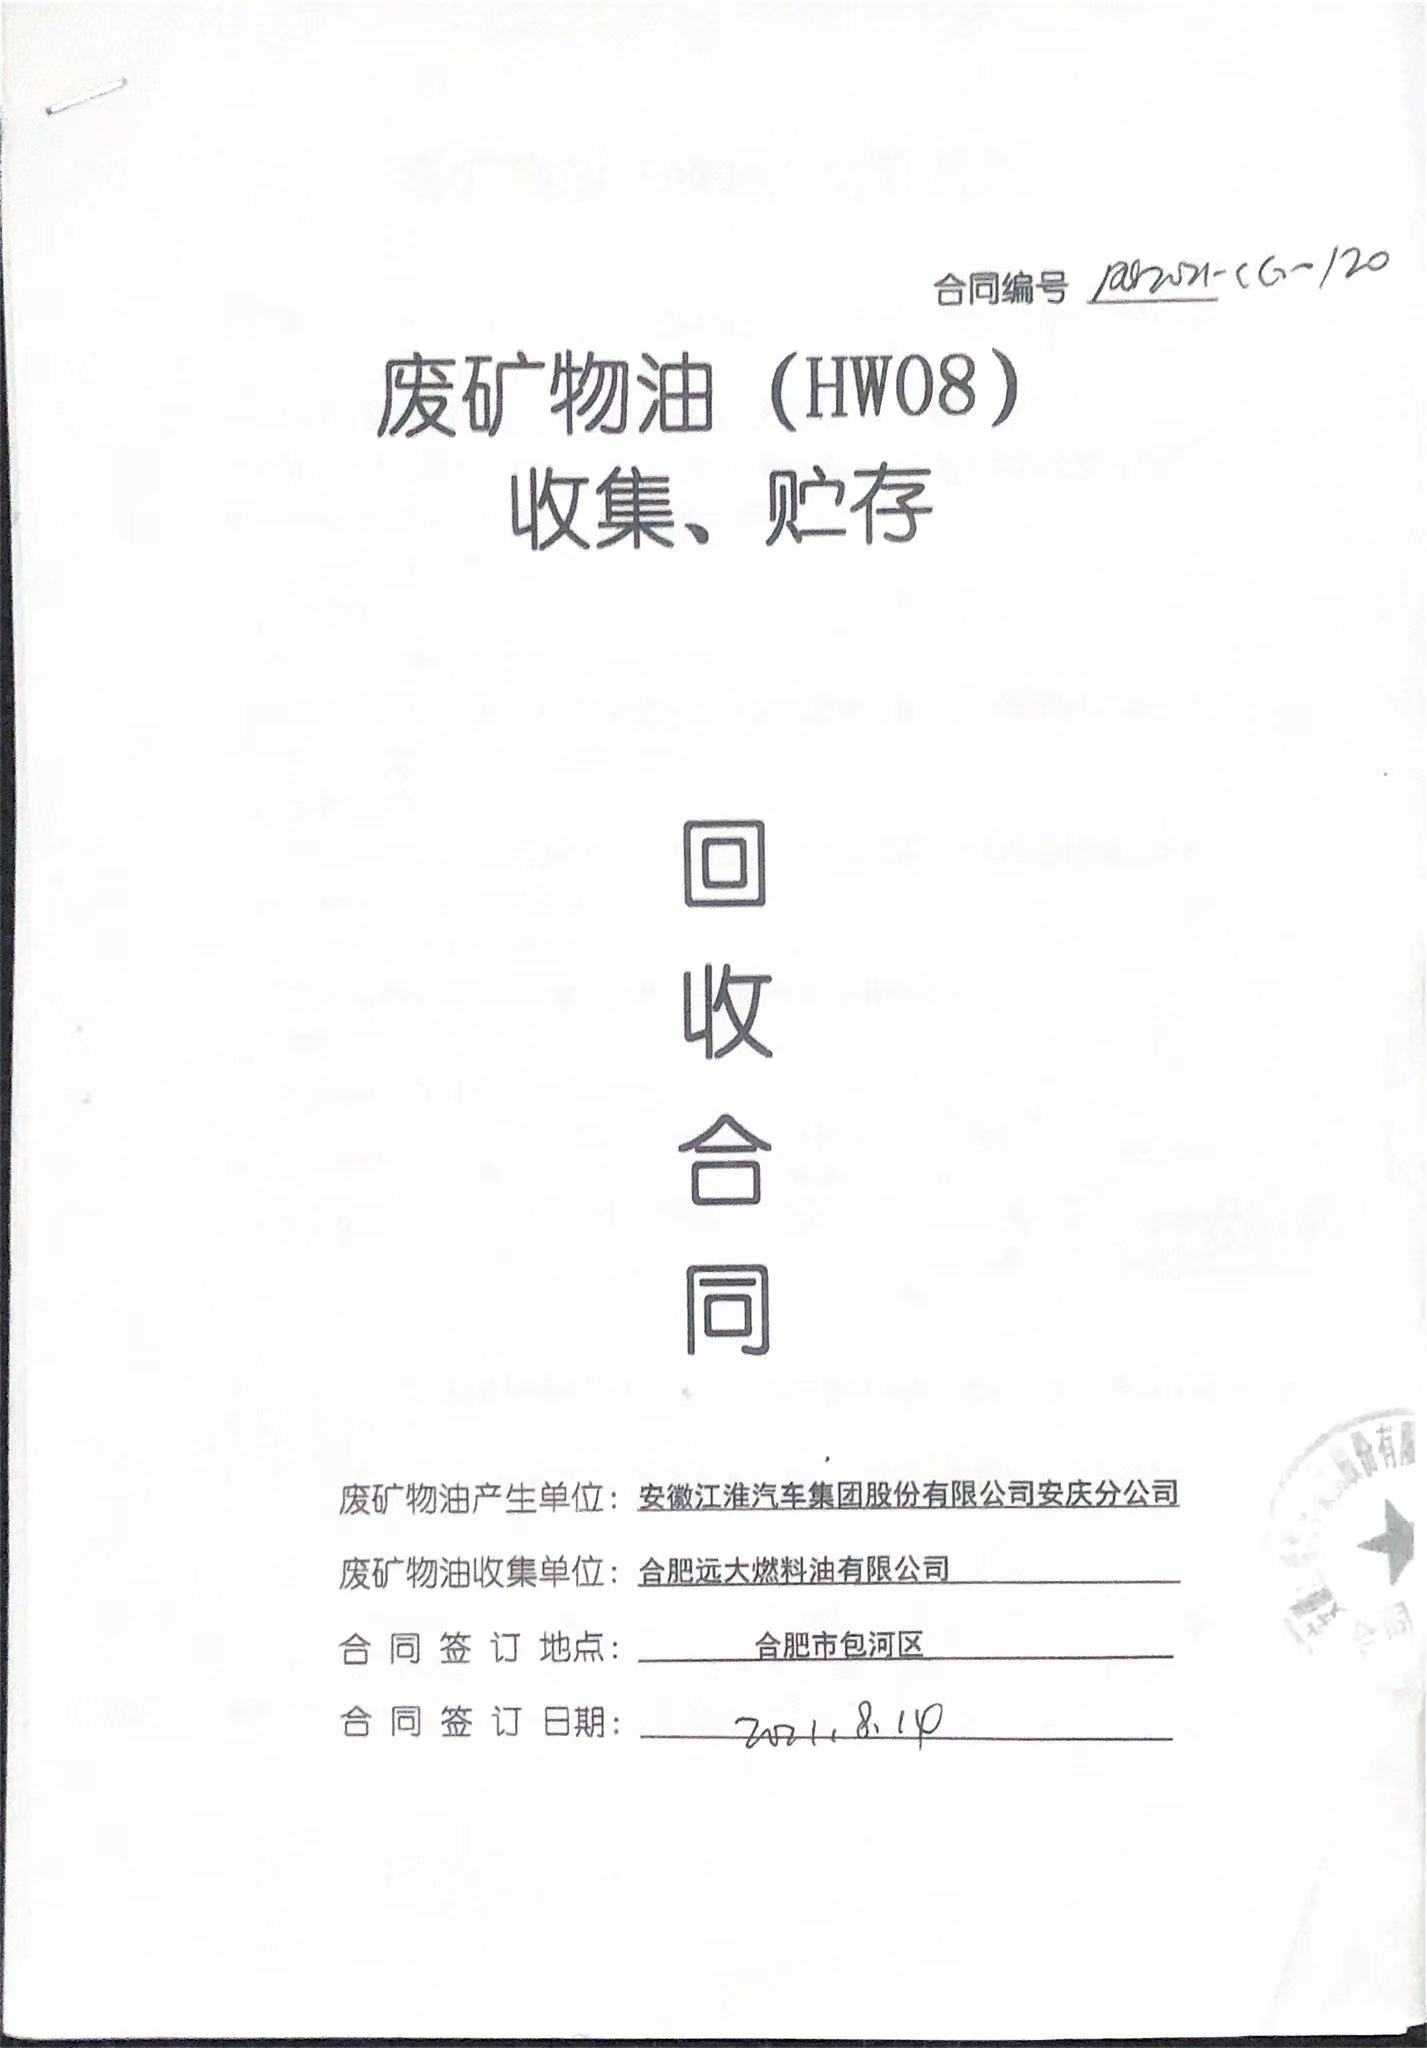 合同编号 2021-CG-120
废矿物油（HW08）
收集、贮存
回
收
合
同
废矿物油产生单位：安徽江淮汽车集团股份有限公司安庆分公司
废矿物油收集单位：合肥远大燃料油有限公司
合同签订地点：合肥市包河区
合同签订日期：2021.8.14